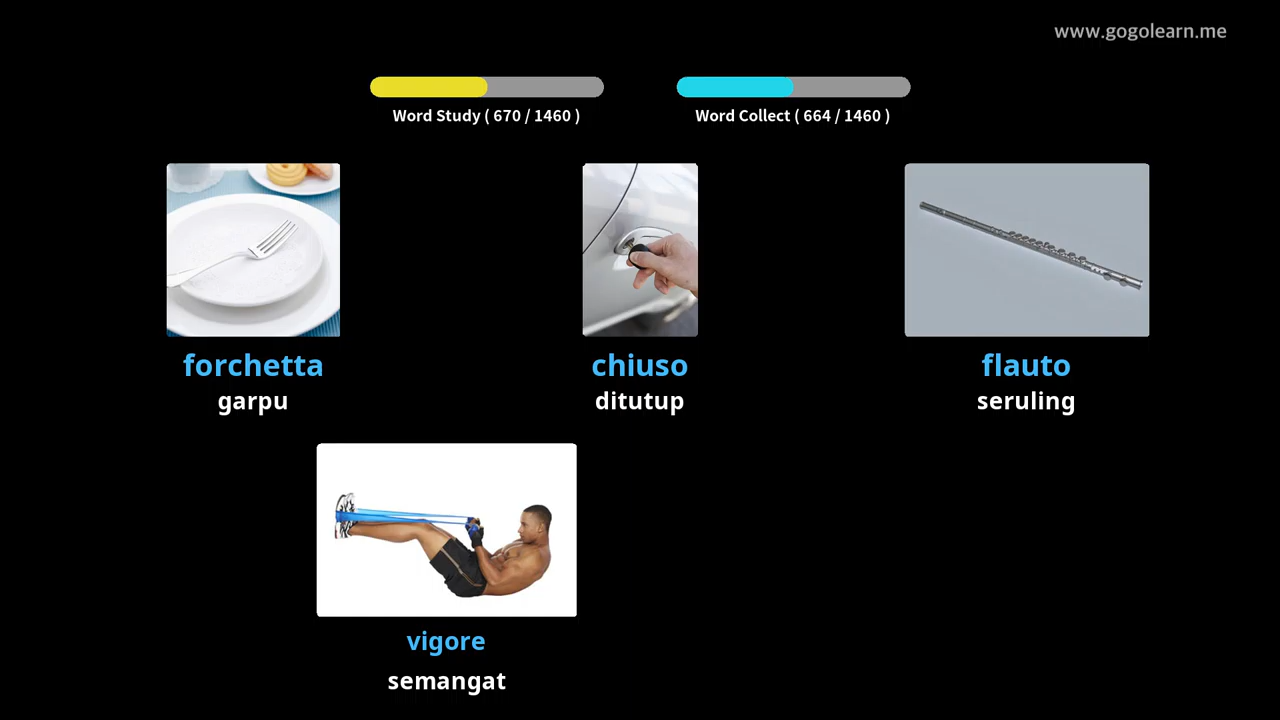 www.gogolearn.me
Word Study ( 670 / 1460 )
Word Collect ( 664 / 1460 )
forchetta
garpu
chiuso
ditutup
flauto
seruling
vigore
semangat